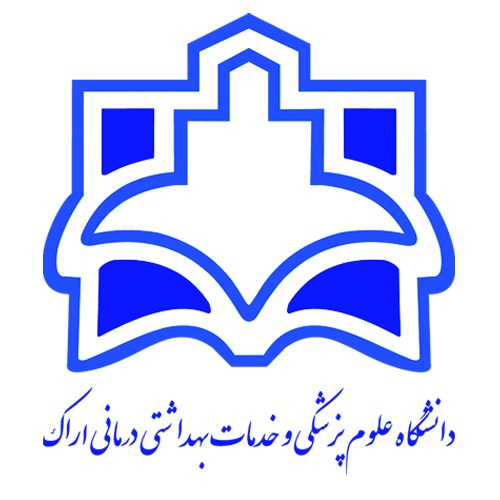 دانشگاه علوم پزشکی و خدمات بهداشتی درمانی اراک